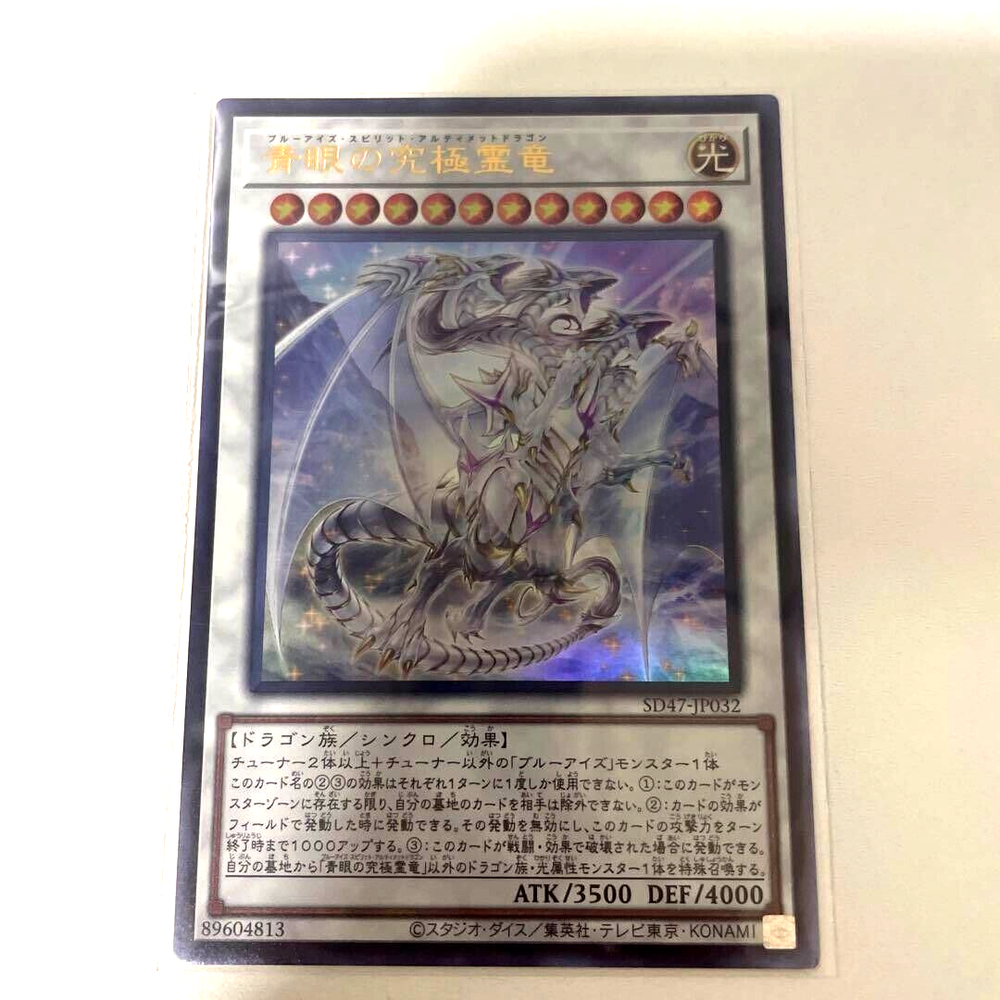 ブルーアイズ・スピリット・アルティメットドラゴン
青眼の究極霊竜
ひかり
光
SD47-JP032
【ドラゴン族／シンクロ／効果】
チューナー2体以上＋チューナー以外の「ブルーアイズ」モンスター1体
このカード名の②③の効果はそれぞれ1ターンに1度しか使用できない。①：このカードがモン
スターゾーンに存在する限り、自分の墓地のカードを相手は除外できない。②：カードの効果が
フィールドで発動した時に発動できる。その発動を無効にし、このカードの攻撃力をターン
終了時まで1000アップする。③：このカードが戦闘・効果で破壊された場合に発動できる。
自分の墓地から「青眼の究極霊竜」以外のドラゴン族・光属性モンスター1体を特殊召喚する。
ATK/3500 DEF/4000
89604813
©スタジオ・ダイス／集英社・テレビ東京・KONAMI